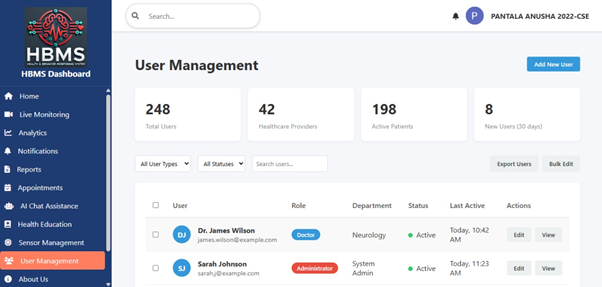 HBMS
HEALTH & BEHAVIOR MONITORING SYSTEM
HBMS Dashboard
Home
Live Monitoring
Analytics
Notifications
Reports
Appointments
AI Chat Assistance
Health Education
Sensor Management
User Management
About Us
Search...
P PANTALA ANUSHA 2022-CSE
User Management
Add New User
248 42 198 8
Total Users Healthcare Providers Active Patients New Users (30 days)
All User Types All Statuses Search users... Export Users Bulk Edit
User Role Department Status Last Active Actions
DJ Dr. James Wilson Doctor Neurology Active Today, 10:42 Edit View
james.wilson@example.com AM
SJ Sarah Johnson Administrator System Active Today, 11:23 Edit View
sarah.j@example.com Admin AM